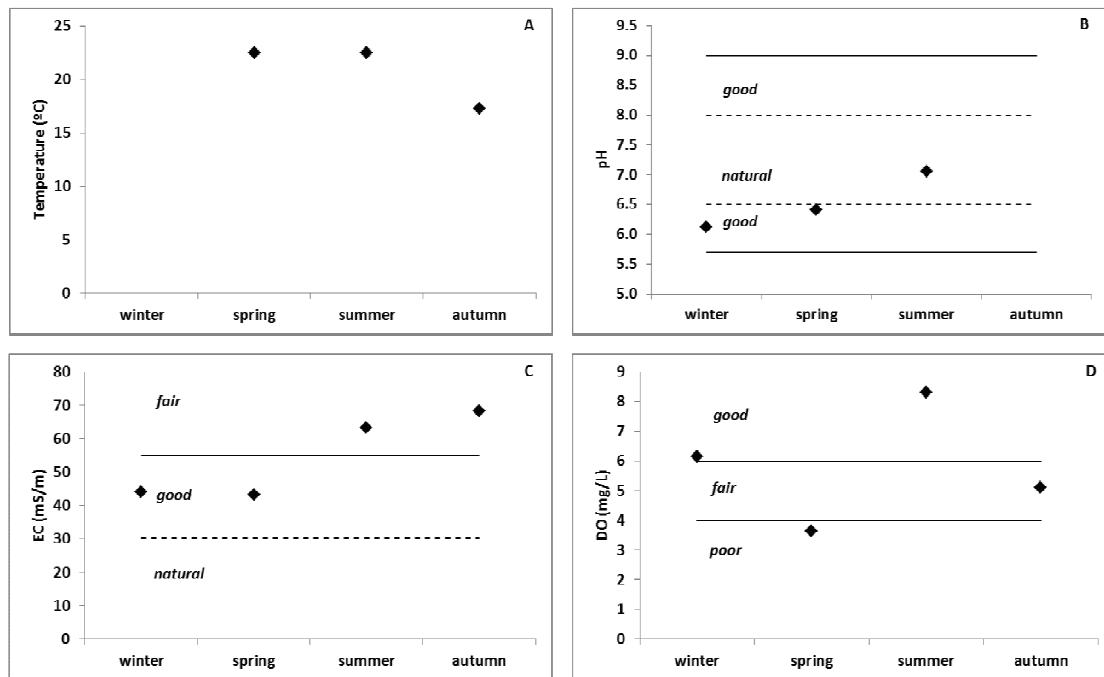 A
25
20
15
10
5
0
Temperature (ºC)
winter spring summer autumn
B
9.5
9.0
8.5
8.0
7.5
7.0
6.5
6.0
5.5
5.0
pH
good
natural
good
winter spring summer autumn
C
80
70
60
50
40
30
20
10
0
EC (mS/m)
fair
good
natural
winter spring summer autumn
D
9
8
7
6
5
4
3
2
1
0
DO (mg/L)
good
fair
poor
winter spring summer autumn